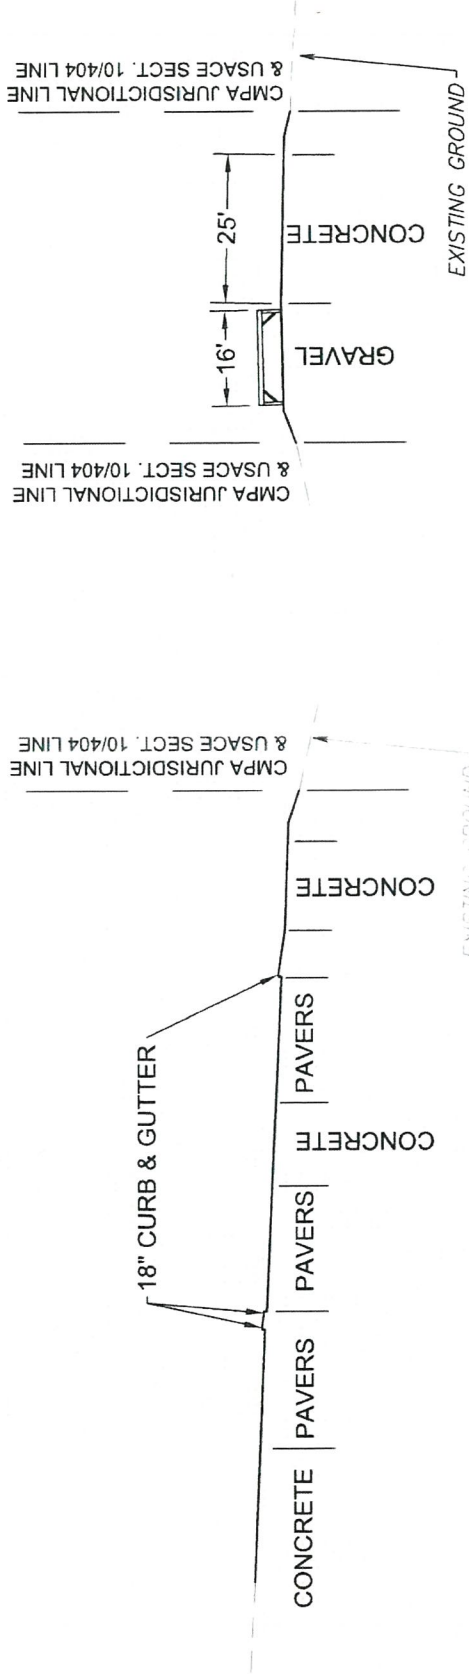 CMPA JURISDICTIONAL LINE
& USACE SECT. 10/404 LINE
CMPA JURISDICTIONAL LINE
& USACE SECT. 10/404 LINE
16'
25'
GRAVEL
CONCRETE
EXISTING GROUND
18" CURB & GUTTER
CMPA JURISDICTIONAL LINE
& USACE SECT. 10/404 LINE
CONCRETE
PAVERS
PAVERS
CONCRETE
PAVERS
CONCRETE